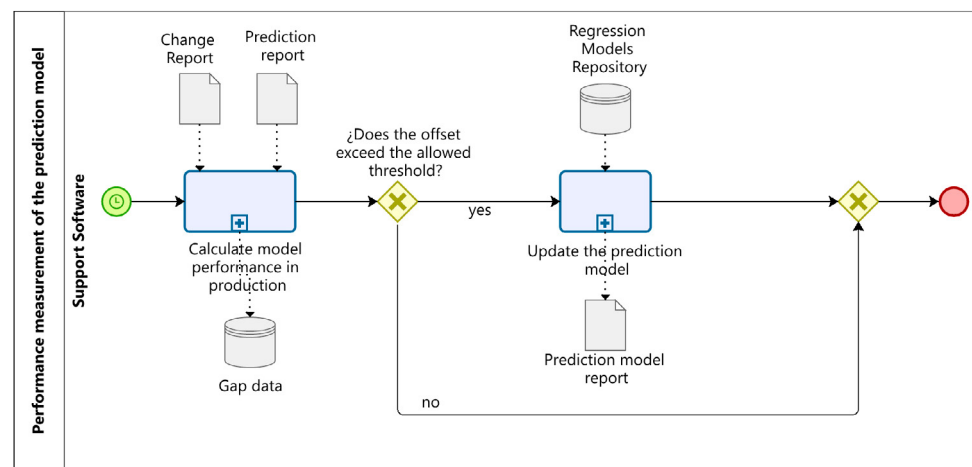 Performance measurement of the prediction model
Support Software
Change
Report
Prediction
report
¿Does the offset
exceed the allowed
threshold?
Regression
Models
Repository
yes
Calculate model
performance in
production
Update the prediction
model
Gap data
Prediction model
report
no